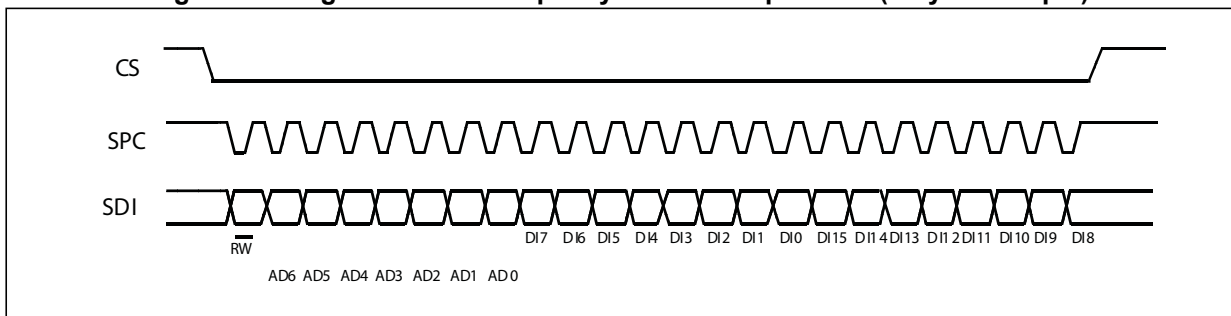 CS
SPC
SDI
RW
DI7 DI6 DI5 DI4 DI3 DI2 DI1 DI0 DI15 DI14 DI13 DI12 DI11 DI10 DI9 DI8
AD6 AD5 AD4 AD3 AD2 AD1 AD0